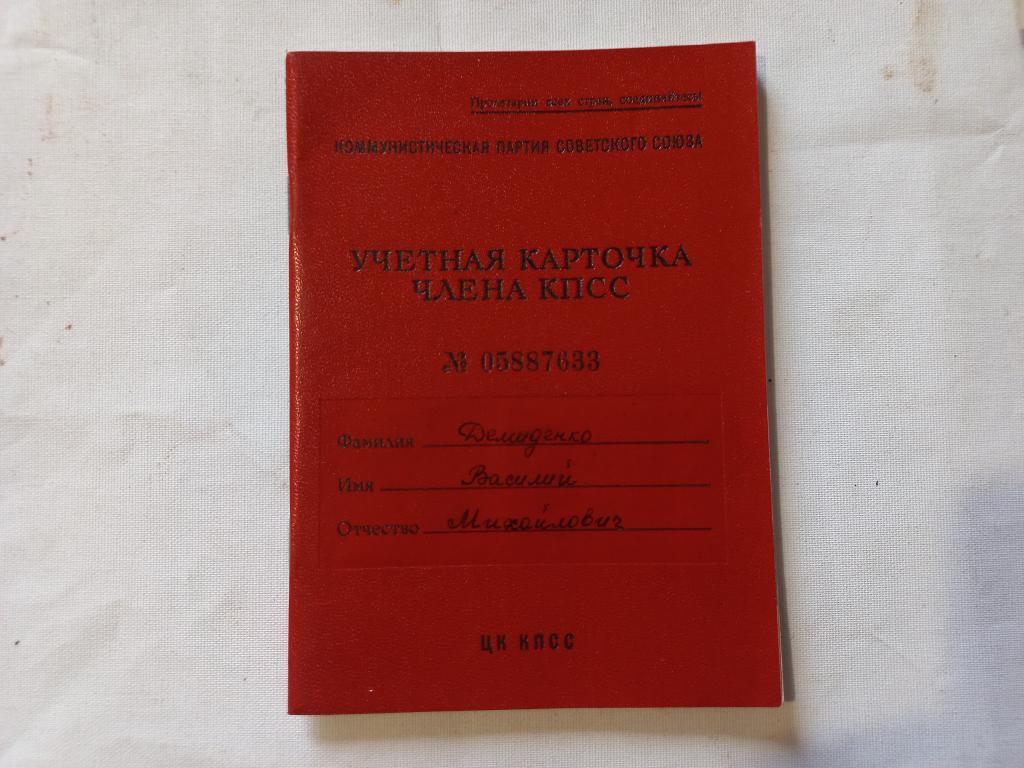 Пролетарии всех стран, соединяйтесь!
КОММУНИСТИЧЕСКАЯ ПАРТИЯ СОВЕТСКОГО СОЮЗА
УЧЕТНАЯ КАРТОЧКА
ЧЛЕНА КПСС
№ 05887633
Фамилия Демиденко
Имя Василий
Отчество Михайлович
ЦК КПСС